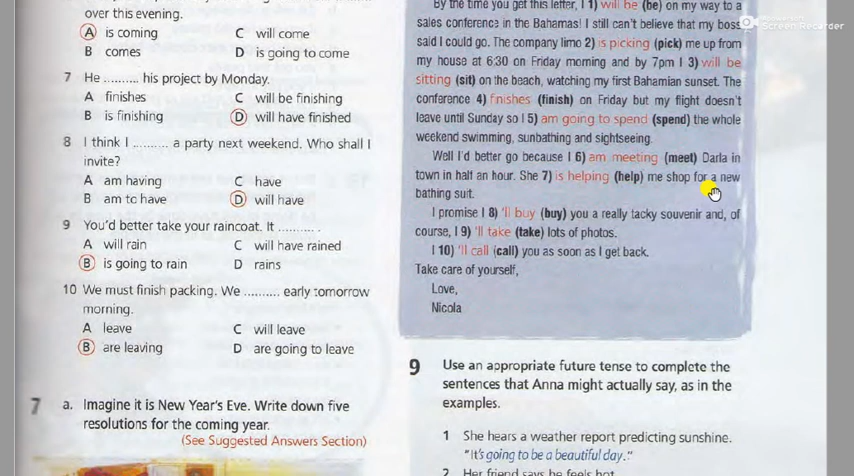 over this evening.
A is coming C will come
B comes D is going to come
7 He .......... his project by Monday.
A finishes C will be finishing
B is finishing D will have finished
8 I think I .......... a party next weekend. Who shall I
invite?
A am having C have
B am to have D will have
9 You'd better take your raincoat. It .......... .
A will rain C will have rained
B is going to rain D rains
10 We must finish packing. We .......... early tomorrow
morning.
A leave C will leave
B are leaving D are going to leave
7 a. Imagine it is New Year's Eve. Write down five
resolutions for the coming year.
(See Suggested Answers Section)
By the time you get this letter, I 1) will be (be) on my way to a
sales conference in the Bahamas! I still can't believe that my boss
said I could go. The company limo 2) is picking (pick) me up from
my house at 6:30 on Friday morning and by 7pm I 3) will be
sitting (sit) on the beach, watching my first Bahamian sunset. The
conference 4) finishes (finish) on Friday but my flight doesn't
leave until Sunday so I 5) am going to spend (spend) the whole
weekend swimming, sunbathing and sightseeing.
Well I'd better go because I 6) am meeting (meet) Darla in
town in half an hour. She 7) is helping (help) me shop for a new
bathing suit.
I promise I 8) 'll buy (buy) you a really tacky souvenir and, of
course, I 9) 'll take (take) lots of photos.
I 10) 'll call (call) you as soon as I get back.
Take care of yourself,
Love,
Nicola
9 Use an appropriate future tense to complete the
sentences that Anna might actually say, as in the
examples.
1 She hears a weather report predicting sunshine.
"It's going to be a beautiful day."
2 Her friend says he feels hot.
Screen Recorder